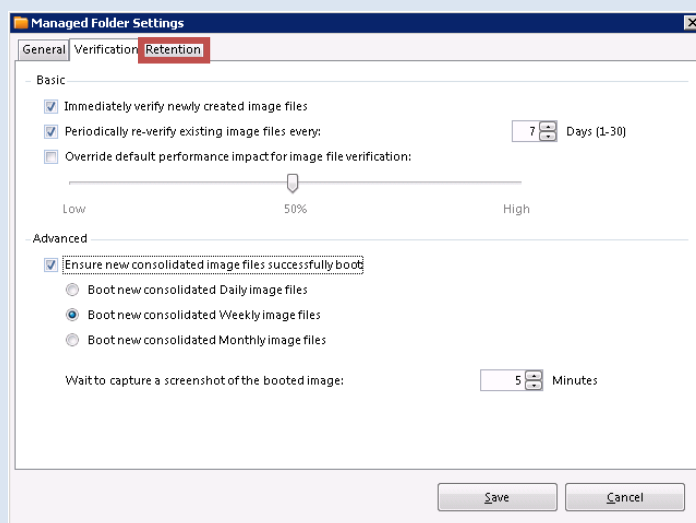 Managed Folder Settings
General Verification Retention
Basic
Immediately verify newly created image files
Periodically re-verify existing image files every: 7 Days (1-30)
Override default performance impact for image file verification:
Low 50% High
Advanced
Ensure new consolidated image files successfully boot
Boot new consolidated Daily image files
Boot new consolidated Weekly image files
Boot new consolidated Monthly image files
Wait to capture a screenshot of the booted image: 5 Minutes
Save Cancel